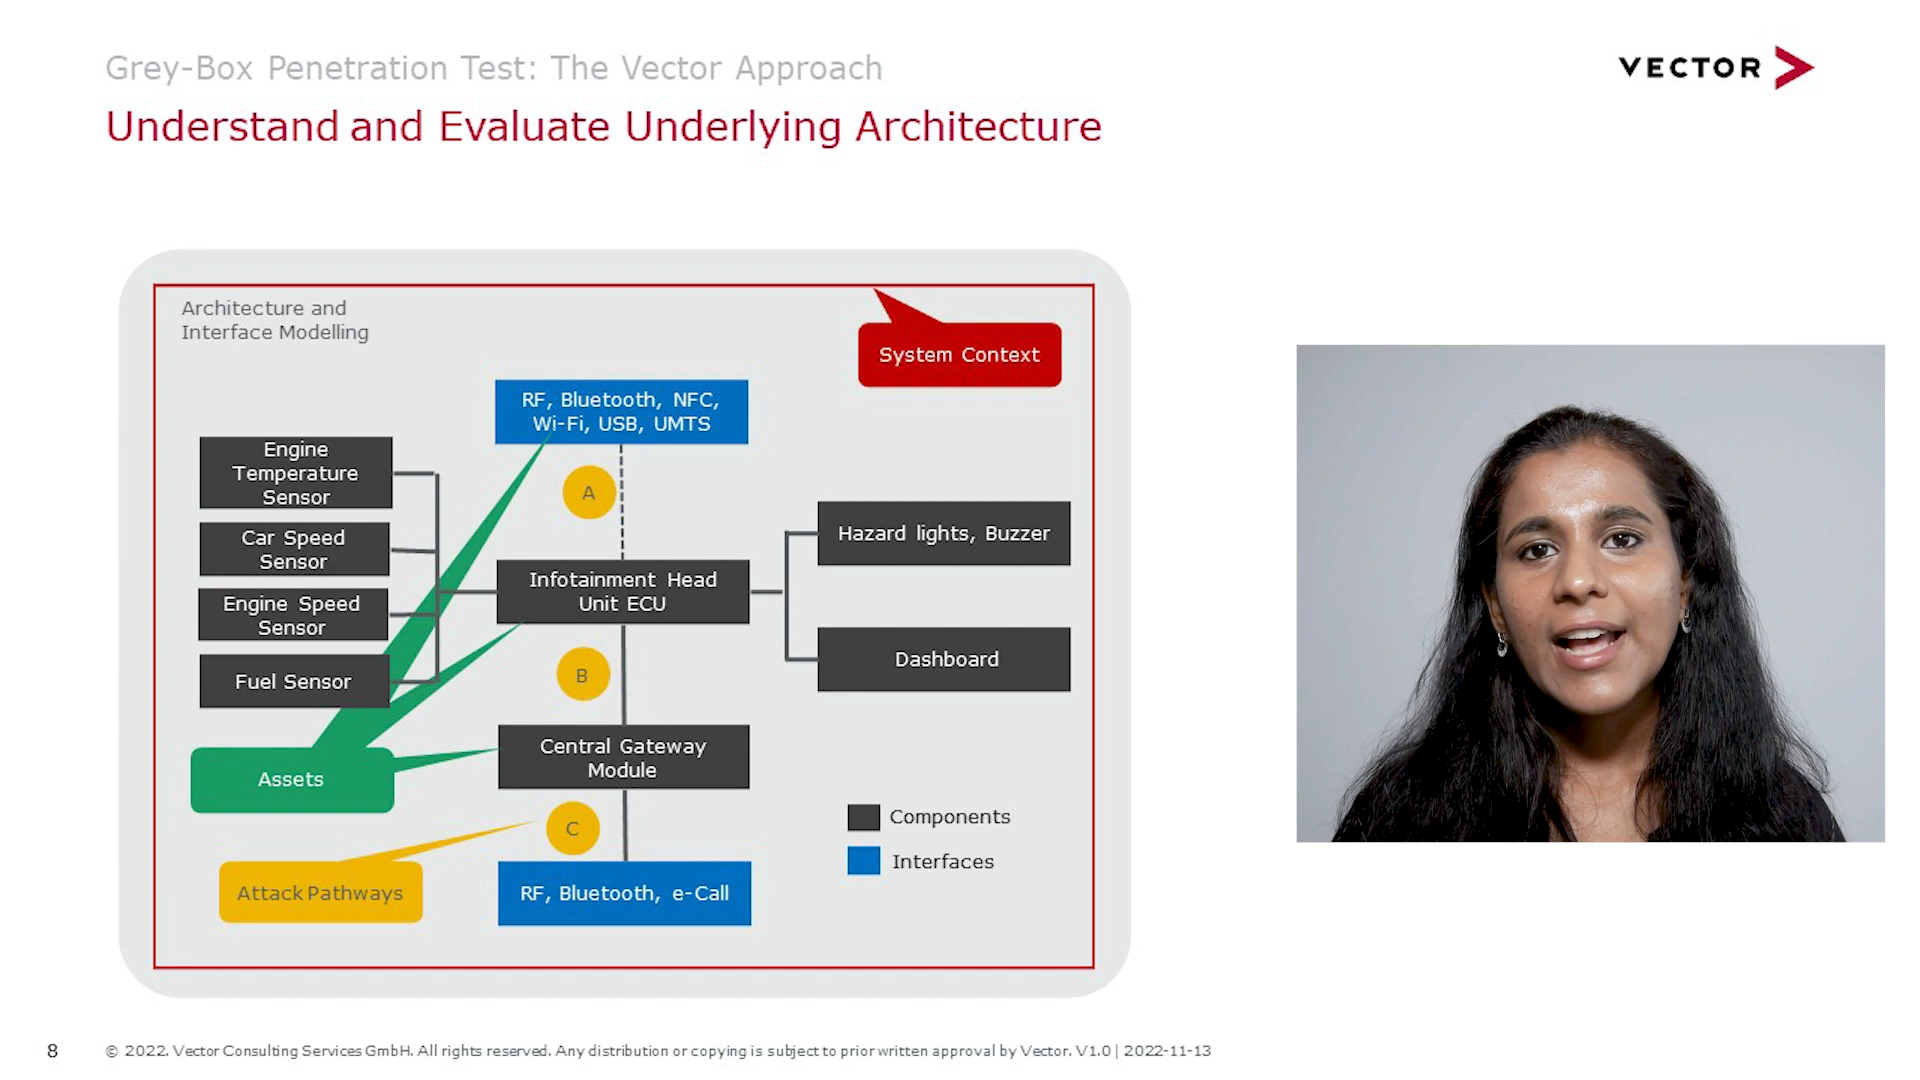 Grey-Box Penetration Test: The Vector Approach
VECTOR
Understand and Evaluate Underlying Architecture
Architecture and
Interface Modelling
System Context
RF, Bluetooth, NFC,
Wi-Fi, USB, UMTS
Engine
Temperature
Sensor
A
Car Speed
Sensor
Hazard lights, Buzzer
Infotainment Head
Unit ECU
Engine Speed
Sensor
Dashboard
B
Fuel Sensor
Central Gateway
Module
Assets
Components
C
Interfaces
Attack Pathways
RF, Bluetooth, e-Call
8
© 2022. Vector Consulting Services GmbH. All rights reserved. Any distribution or copying is subject to prior written approval by Vector. V1.0 | 2022-11-13